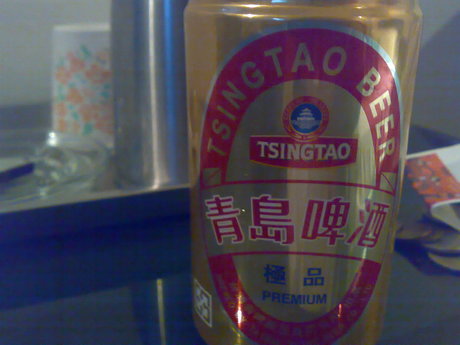 TSINGTAO BEER
TSINGTAO
青島啤酒
極品
PREMIUM